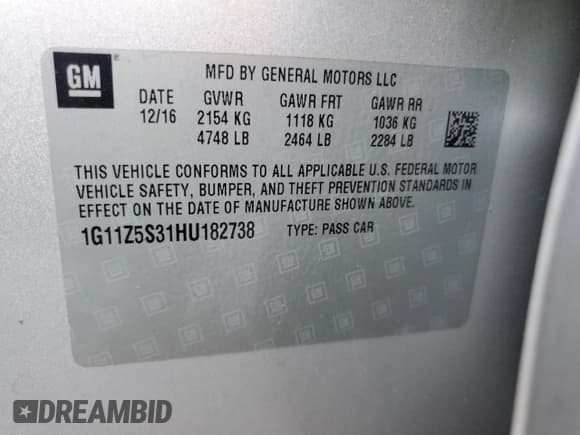 GM
MFD BY GENERAL MOTORS LLC
DATE GVWR GAWR FRT GAWR RR
12/16 2154 KG 1118 KG 1036 KG
4748 LB 2464 LB 2284 LB
THIS VEHICLE CONFORMS TO ALL APPLICABLE U.S. FEDERAL MOTOR
VEHICLE SAFETY, BUMPER, AND THEFT PREVENTION STANDARDS IN
EFFECT ON THE DATE OF MANUFACTURE SHOWN ABOVE.
1G11Z5S31HU182738 TYPE: PASS CAR
DREAMBID